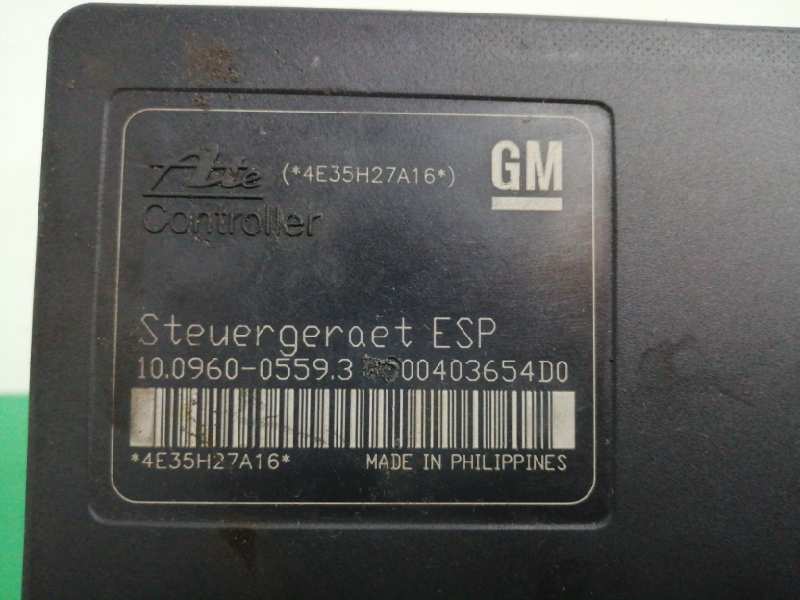 Ate (*4E35H27A16*) GM
Controller
Steuergeraet ESP
10.0960-0559.3 00403654D0
*4E35H27A16* MADE IN PHILIPPINES